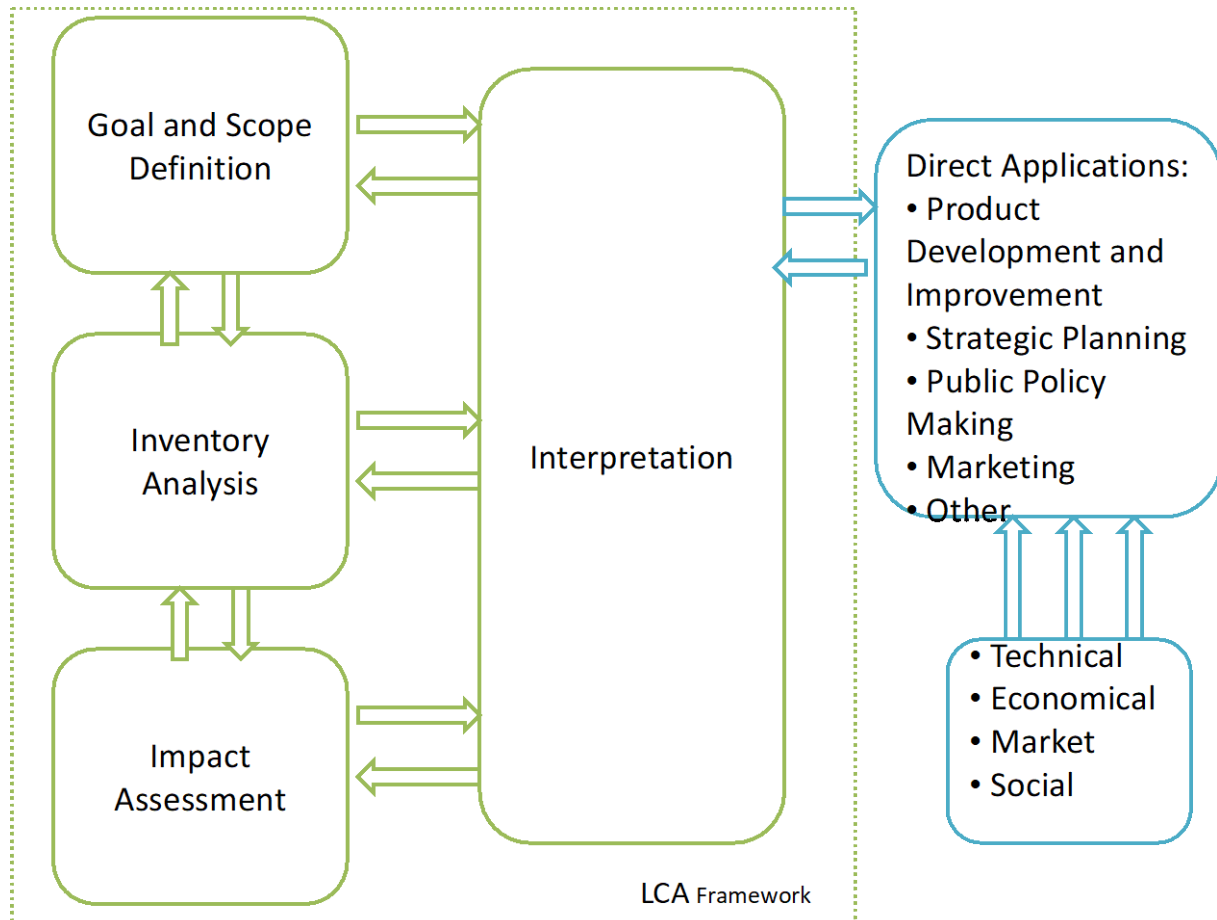 Goal and Scope
Definition
Inventory
Analysis
Impact
Assessment
Interpretation
LCA Framework
Direct Applications:
• Product
Development and
Improvement
• Strategic Planning
• Public Policy
Making
• Marketing
• Other
• Technical
• Economical
• Market
• Social